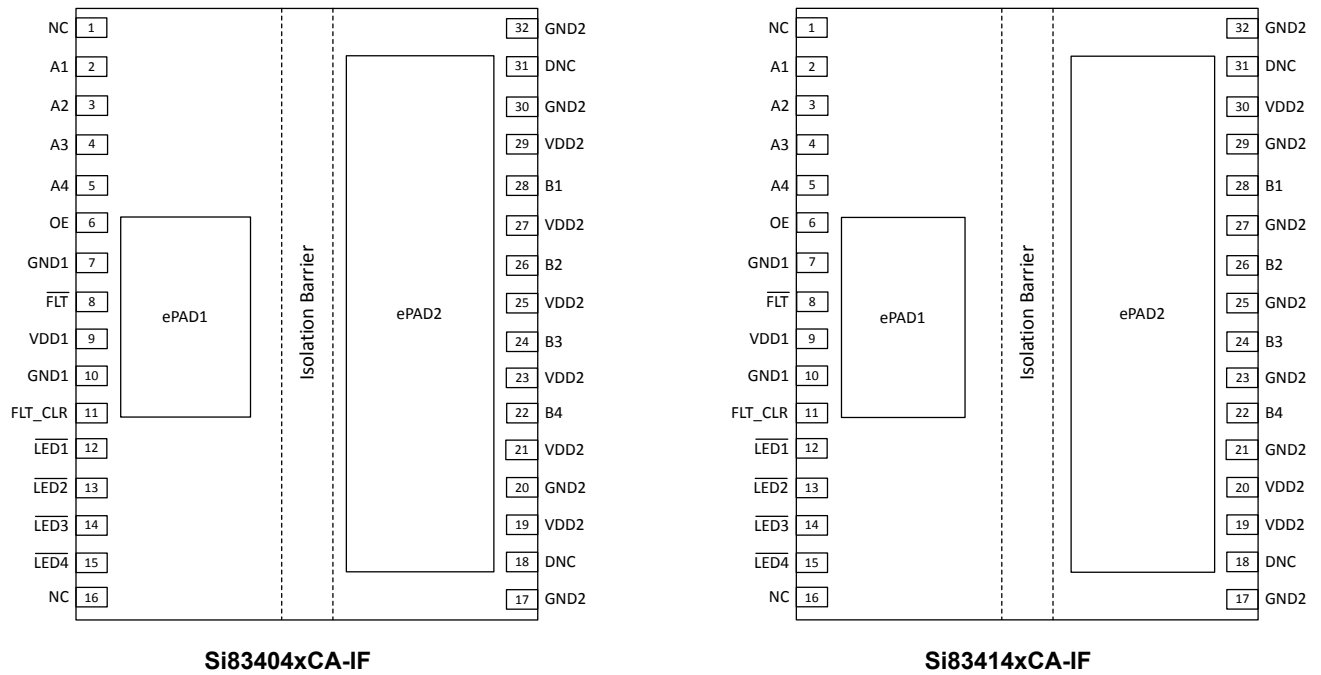 NC 1
A1 2
A2 3
A3 4
A4 5
OE 6
GND1 7
FLT 8
VDD1 9
GND1 10
FLT_CLR 11
LED1 12
LED2 13
LED3 14
LED4 15
NC 16
ePAD1
Isolation Barrier
ePAD2
32 GND2
31 DNC
30 GND2
29 VDD2
28 B1
27 VDD2
26 B2
25 VDD2
24 B3
23 VDD2
22 B4
21 VDD2
20 GND2
19 VDD2
18 DNC
17 GND2
Si83404xCA-IF
NC 1
A1 2
A2 3
A3 4
A4 5
OE 6
GND1 7
FLT 8
VDD1 9
GND1 10
FLT_CLR 11
LED1 12
LED2 13
LED3 14
LED4 15
NC 16
ePAD1
Isolation Barrier
ePAD2
32 GND2
31 DNC
30 VDD2
29 GND2
28 B1
27 GND2
26 B2
25 GND2
24 B3
23 GND2
22 B4
21 GND2
20 VDD2
19 VDD2
18 DNC
17 GND2
Si83414xCA-IF